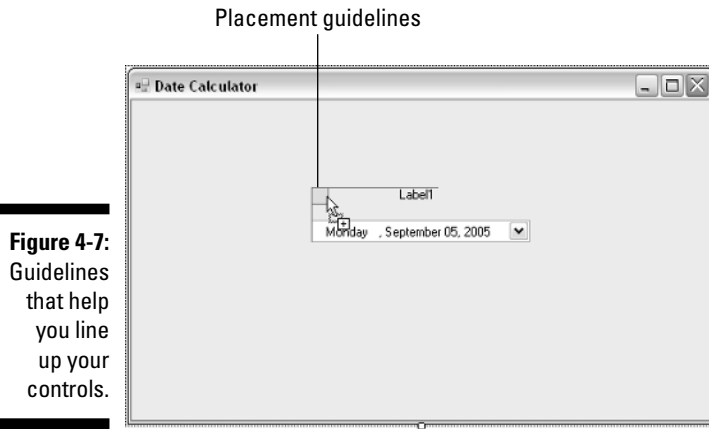 Placement guidelines
Date Calculator
Label1
Monday , September 05, 2005
Figure 4-7:
Guidelines
that help
you line
up your
controls.